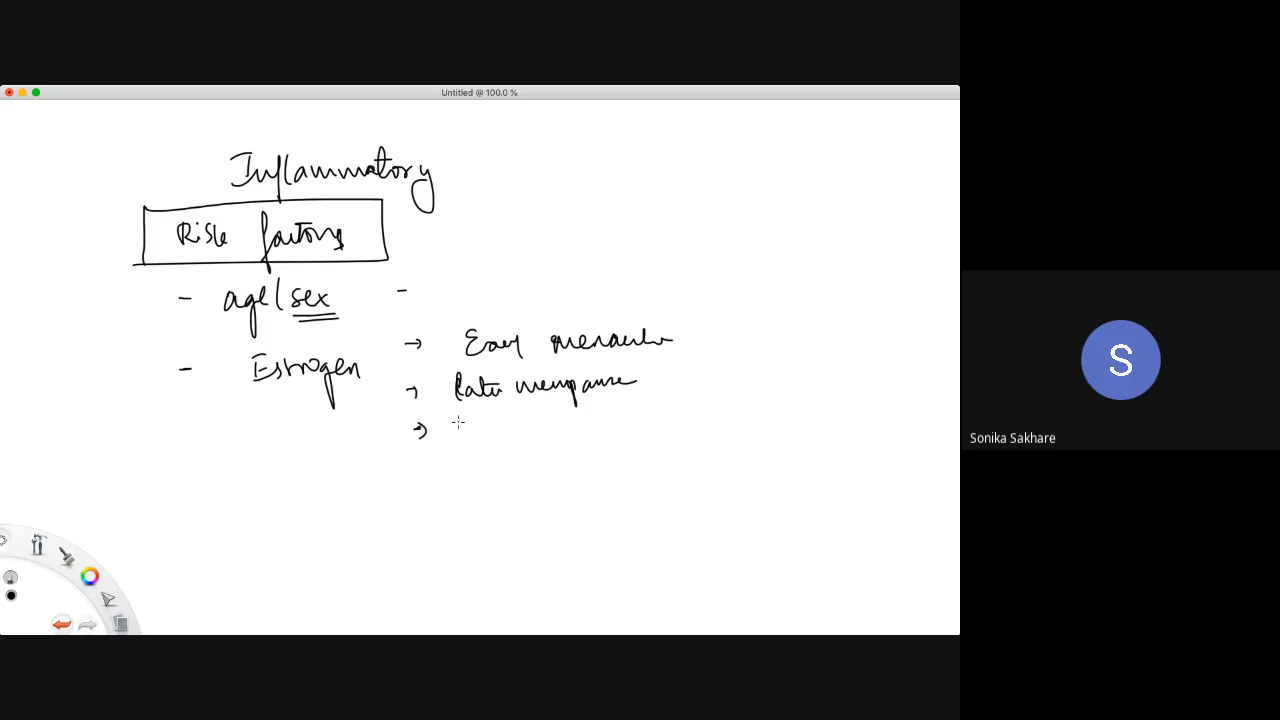 Untitled @ 100.0 %
Inflammatory
Risk factors
- age/sex -
- Estrogen → Early menarche
→ late menopause
→
S
Sonika Sakhare